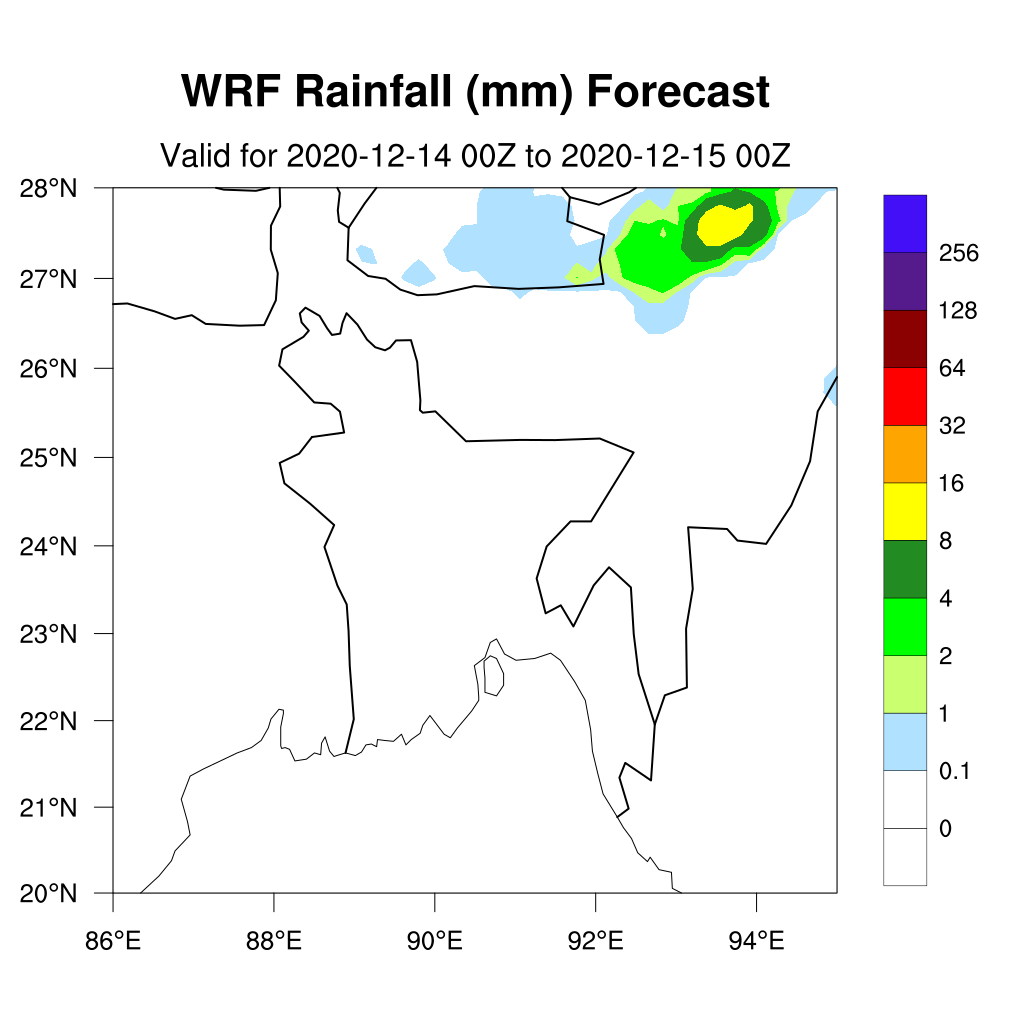 WRF Rainfall (mm) Forecast
Valid for 2020-12-14 00Z to 2020-12-15 00Z
28°N
27°N
26°N
25°N
24°N
23°N
22°N
21°N
20°N
86°E 88°E 90°E 92°E 94°E
256
128
64
32
16
8
4
2
1
0.1
0